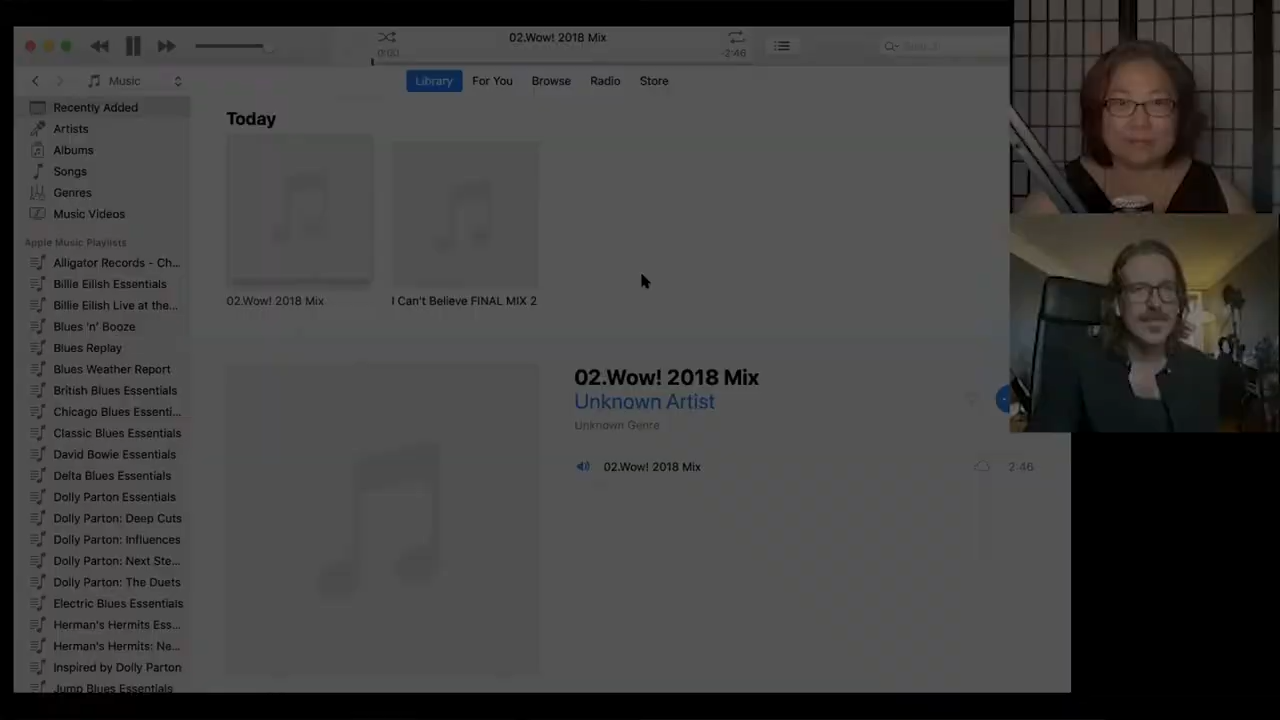 02.Wow! 2018 Mix
0:00
-2:46
Music
Library
For You
Browse
Radio
Store
Recently Added
Artists
Albums
Songs
Genres
Music Videos
Apple Music Playlists
Alligator Records - Ch...
Billie Eilish Essentials
Billie Eilish Live at the...
Blues 'n' Booze
Blues Replay
Blues Weather Report
British Blues Essentials
Chicago Blues Essenti...
Classic Blues Essentials
David Bowie Essentials
Delta Blues Essentials
Dolly Parton Essentials
Dolly Parton: Deep Cuts
Dolly Parton: Influences
Dolly Parton: Next Ste...
Dolly Parton: The Duets
Electric Blues Essentials
Herman's Hermits Ess...
Herman's Hermits: Ne...
Inspired by Dolly Parton
Jump Blues Essentials
Today
02.Wow! 2018 Mix
I Can't Believe FINAL MIX 2
02.Wow! 2018 Mix
Unknown Artist
Unknown Genre
02.Wow! 2018 Mix
2:46